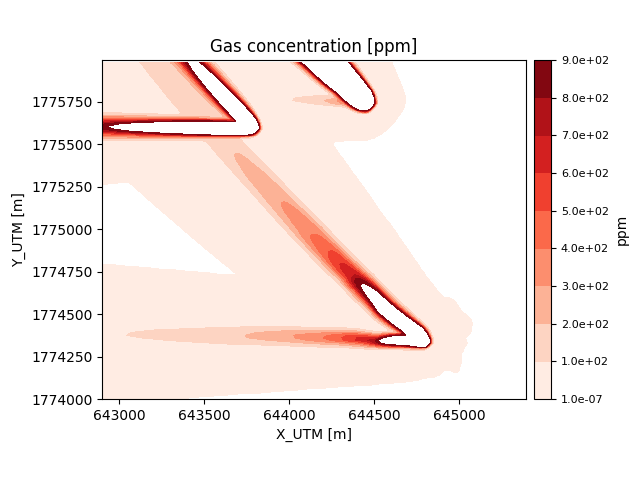 Gas concentration [ppm]
9.0e+02
8.0e+02
7.0e+02
6.0e+02
5.0e+02
4.0e+02
3.0e+02
2.0e+02
1.0e+02
1.0e-07
ppm
1775750
1775500
1775250
1775000
1774750
1774500
1774250
1774000
Y_UTM [m]
643000 643500 644000 644500 645000
X_UTM [m]